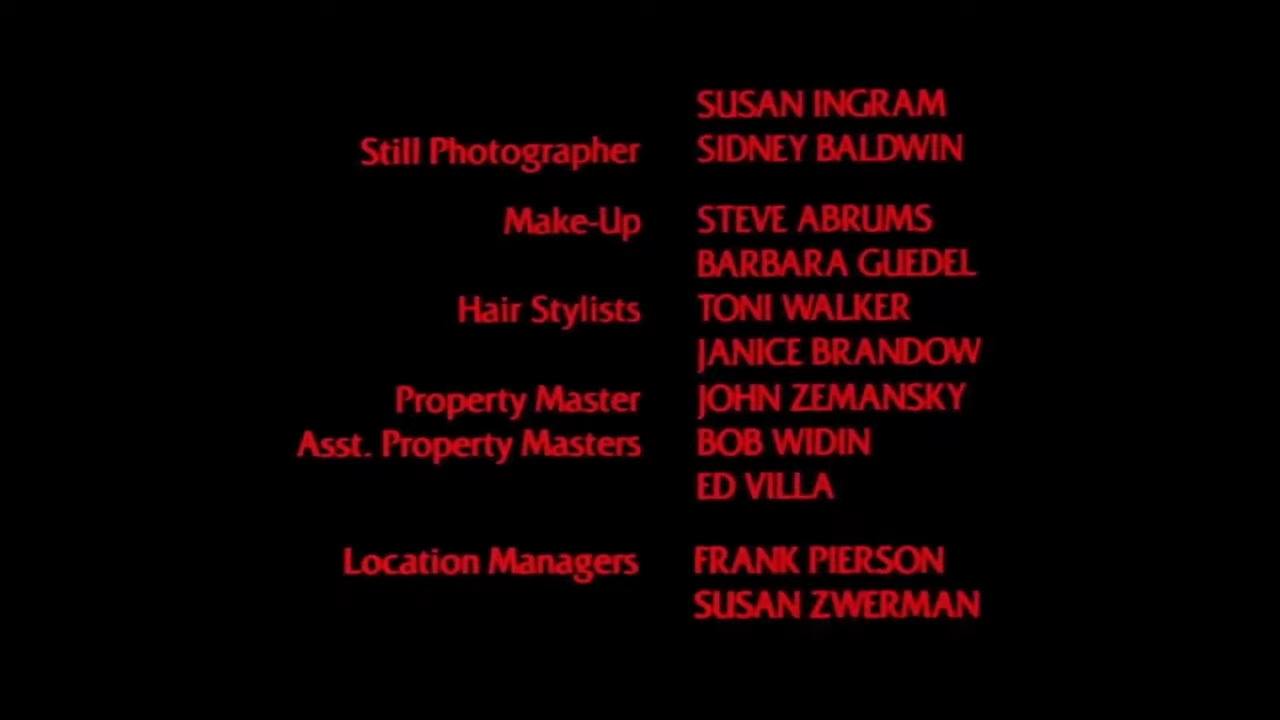 SUSAN INGRAM
Still Photographer SIDNEY BALDWIN
Make-Up STEVE ABRUMS
BARBARA GUEDEL
Hair Stylists TONI WALKER
JANICE BRANDOW
Property Master JOHN ZEMANSKY
Asst. Property Masters BOB WIDIN
ED VILLA
Location Managers FRANK PIERSON
SUSAN ZWERMAN